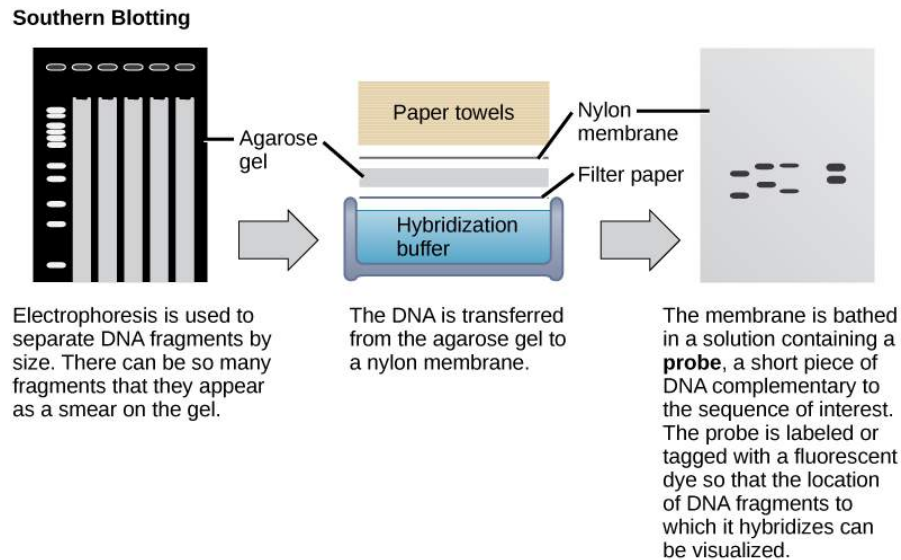 Southern Blotting
Agarose
gel
Paper towels
Nylon
membrane
Filter paper
Hybridization
buffer
Electrophoresis is used to
separate DNA fragments by
size. There can be so many
fragments that they appear
as a smear on the gel.
The DNA is transferred
from the agarose gel to
a nylon membrane.
The membrane is bathed
in a solution containing a
probe, a short piece of
DNA complementary to
the sequence of interest.
The probe is labeled or
tagged with a fluorescent
dye so that the location
of DNA fragments to
which it hybridizes can
be visualized.